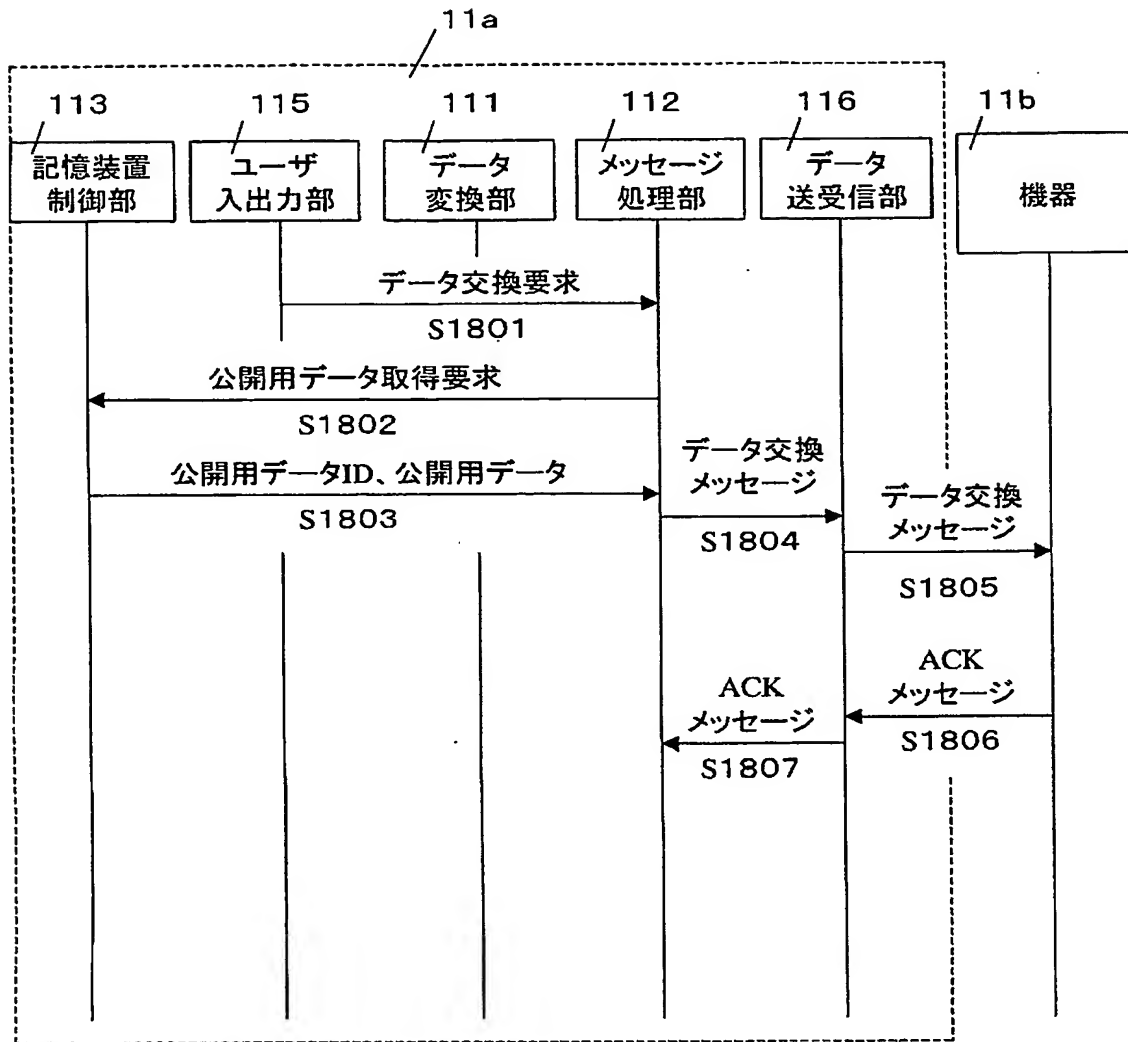 11a
113
115
111
112
116
11b
記憶装置
制御部
ユーザ
入出力部
データ
変換部
メッセージ
処理部
データ
送受信部
機器
データ交換要求
S1801
公開用データ取得要求
S1802
公開用データID、公開用データ
S1803
データ交換
メッセージ
S1804
データ交換
メッセージ
S1805
ACK
メッセージ
S1806
ACK
メッセージ
S1807